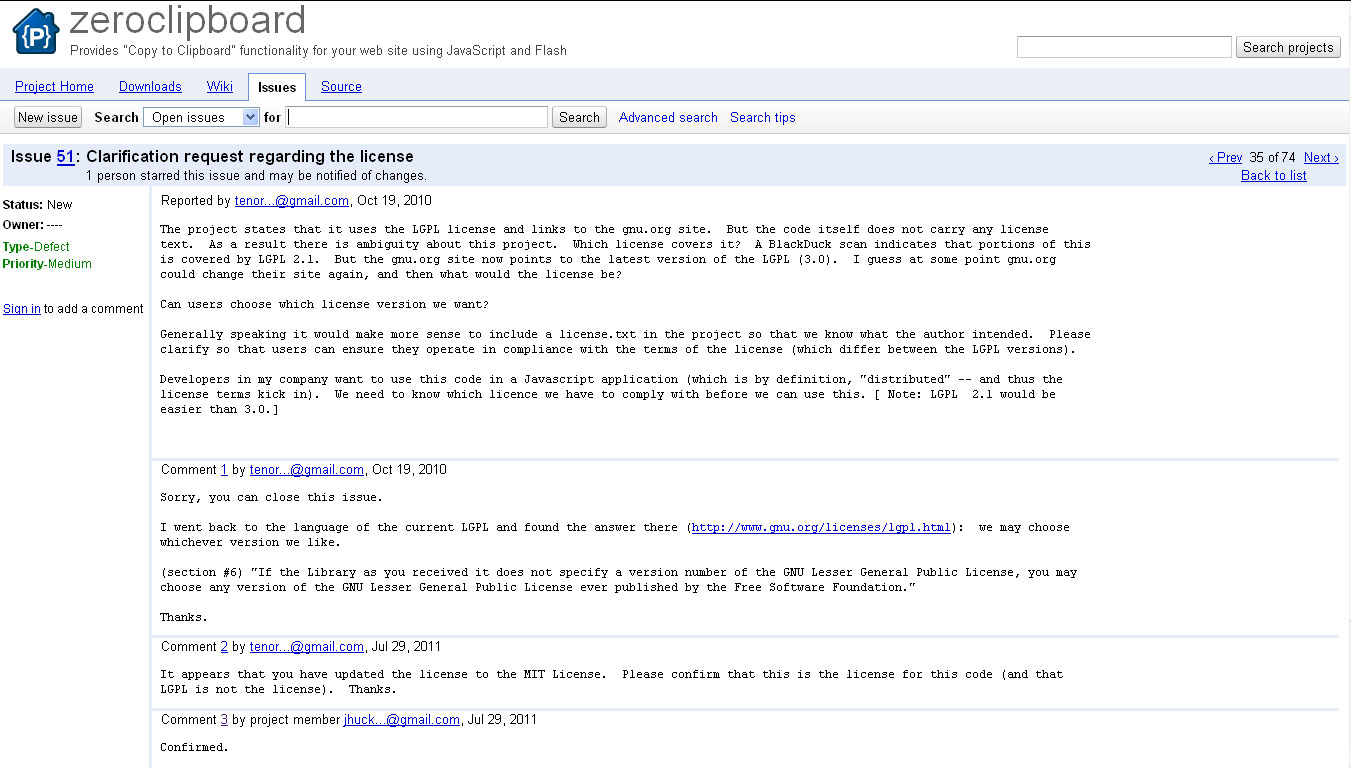 {P}
zeroclipboard
Provides "Copy to Clipboard" functionality for your web site using JavaScript and Flash
Search projects
Project Home Downloads Wiki Issues Source
New issue Search Open issues for Search Advanced search Search tips
Issue 51: Clarification request regarding the license
‹ Prev 35 of 74 Next ›
1 person starred this issue and may be notified of changes.
Back to list
Status: New
Owner: ----
Type-Defect
Priority-Medium
Sign in to add a comment
Reported by tenor...@gmail.com, Oct 19, 2010
The project states that it uses the LGPL license and links to the gnu.org site.  But the code itself does not carry any license
text.  As a result there is ambiguity about this project.  Which license covers it?  A BlackDuck scan indicates that portions of this
is covered by LGPL 2.1.  But the gnu.org site now points to the latest version of the LGPL (3.0).  I guess at some point gnu.org
could change their site again, and then what would the license be?
Can users choose which license version we want?
Generally speaking it would make more sense to include a license.txt in the project so that we know what the author intended.  Please
clarify so that users can ensure they operate in compliance with the terms of the license (which differ between the LGPL versions).
Developers in my company want to use this code in a Javascript application (which is by definition, "distributed" -- and thus the
license terms kick in).  We need to know which licence we have to comply with before we can use this. [ Note: LGPL  2.1 would be
easier than 3.0.]
Comment 1 by tenor...@gmail.com, Oct 19, 2010
Sorry, you can close this issue.
I went back to the language of the current LGPL and found the answer there (http://www.gnu.org/licenses/lgpl.html):  we may choose
whichever version we like.
(section #6) "If the Library as you received it does not specify a version number of the GNU Lesser General Public License, you may
choose any version of the GNU Lesser General Public License ever published by the Free Software Foundation."
Thanks.
Comment 2 by tenor...@gmail.com, Jul 29, 2011
It appears that you have updated the license to the MIT License.  Please confirm that this is the license for this code (and that
LGPL is not the license).  Thanks.
Comment 3 by project member jhuck...@gmail.com, Jul 29, 2011
Confirmed.